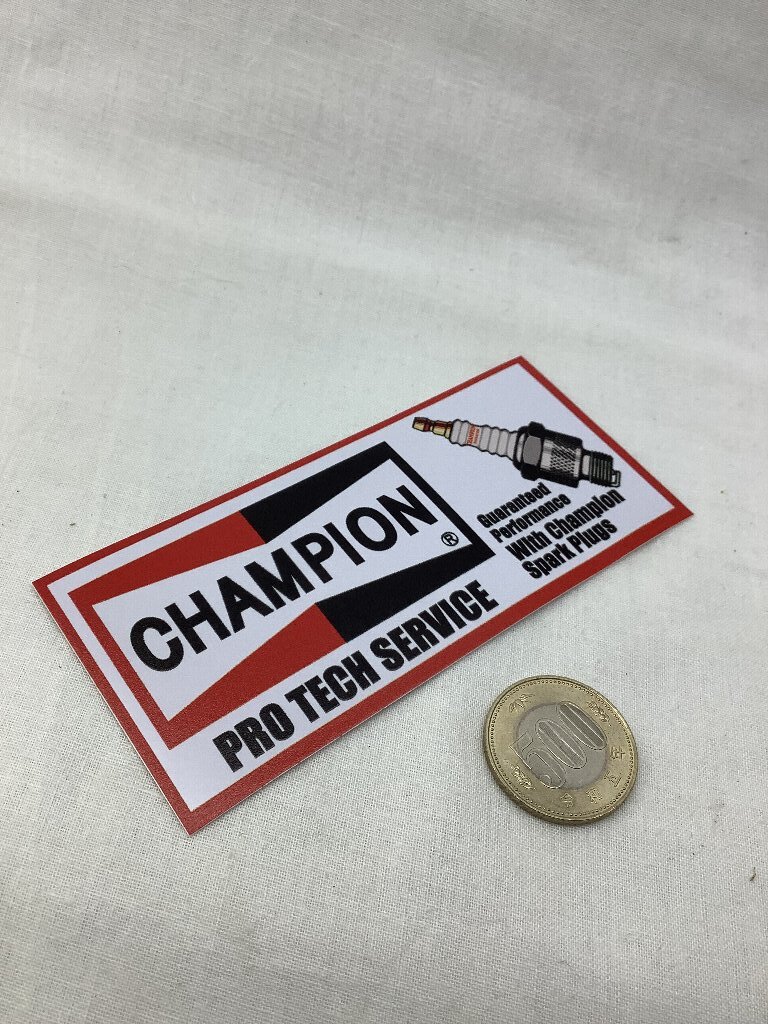 CHAMPION
®
PRO TECH SERVICE
Guaranteed
Performance
With Champion
Spark Plugs
500